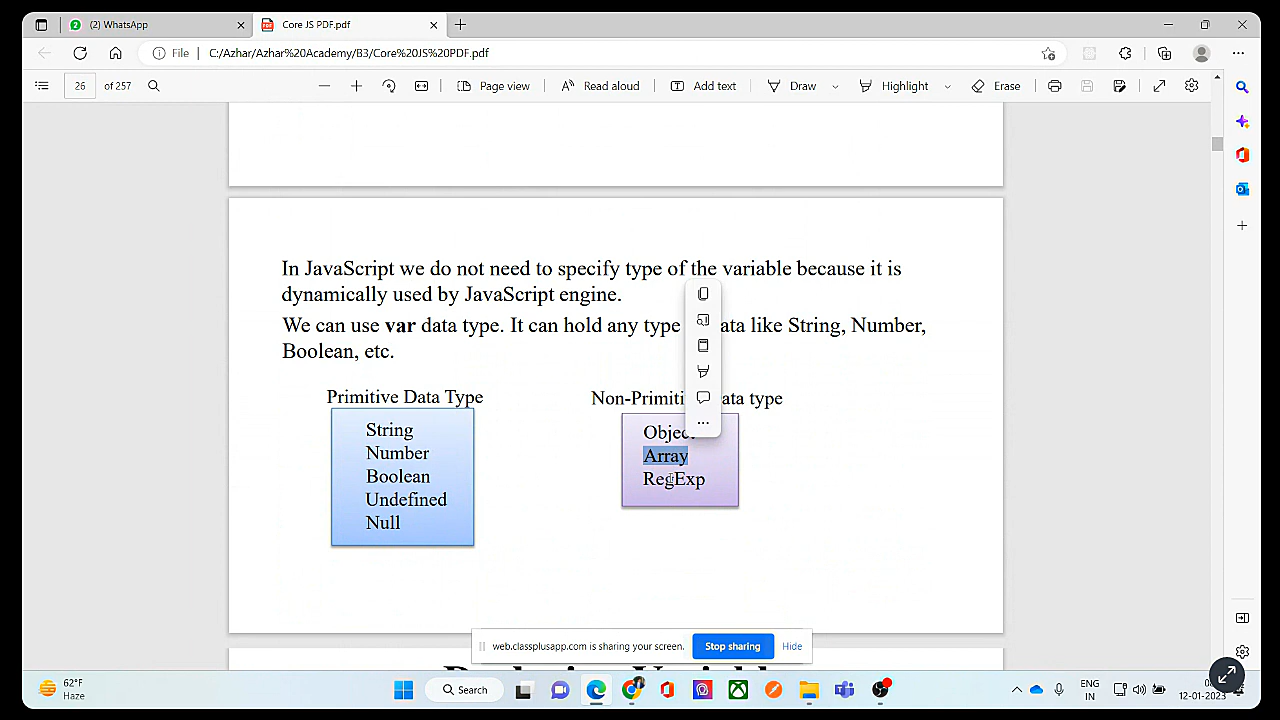 (2) WhatsApp
Core JS PDF.pdf
File
C:/Azhar/Azhar%20Academy/B3/Core%20JS%20PDF.pdf
26 of 257
Page view
Read aloud
Add text
Draw
Highlight
Erase
In JavaScript we do not need to specify type of the variable because it is
dynamically used by JavaScript engine.
We can use var data type. It can hold any type ata like String, Number,
Boolean, etc.
Primitive Data Type
String
Number
Boolean
Undefined
Null
Non-Primiti ata type
Objec
Array
RegExp
web.classplusapp.com is sharing your screen.
Stop sharing
Hide
62°F
Haze
Search
ENG
IN
12-01-2023